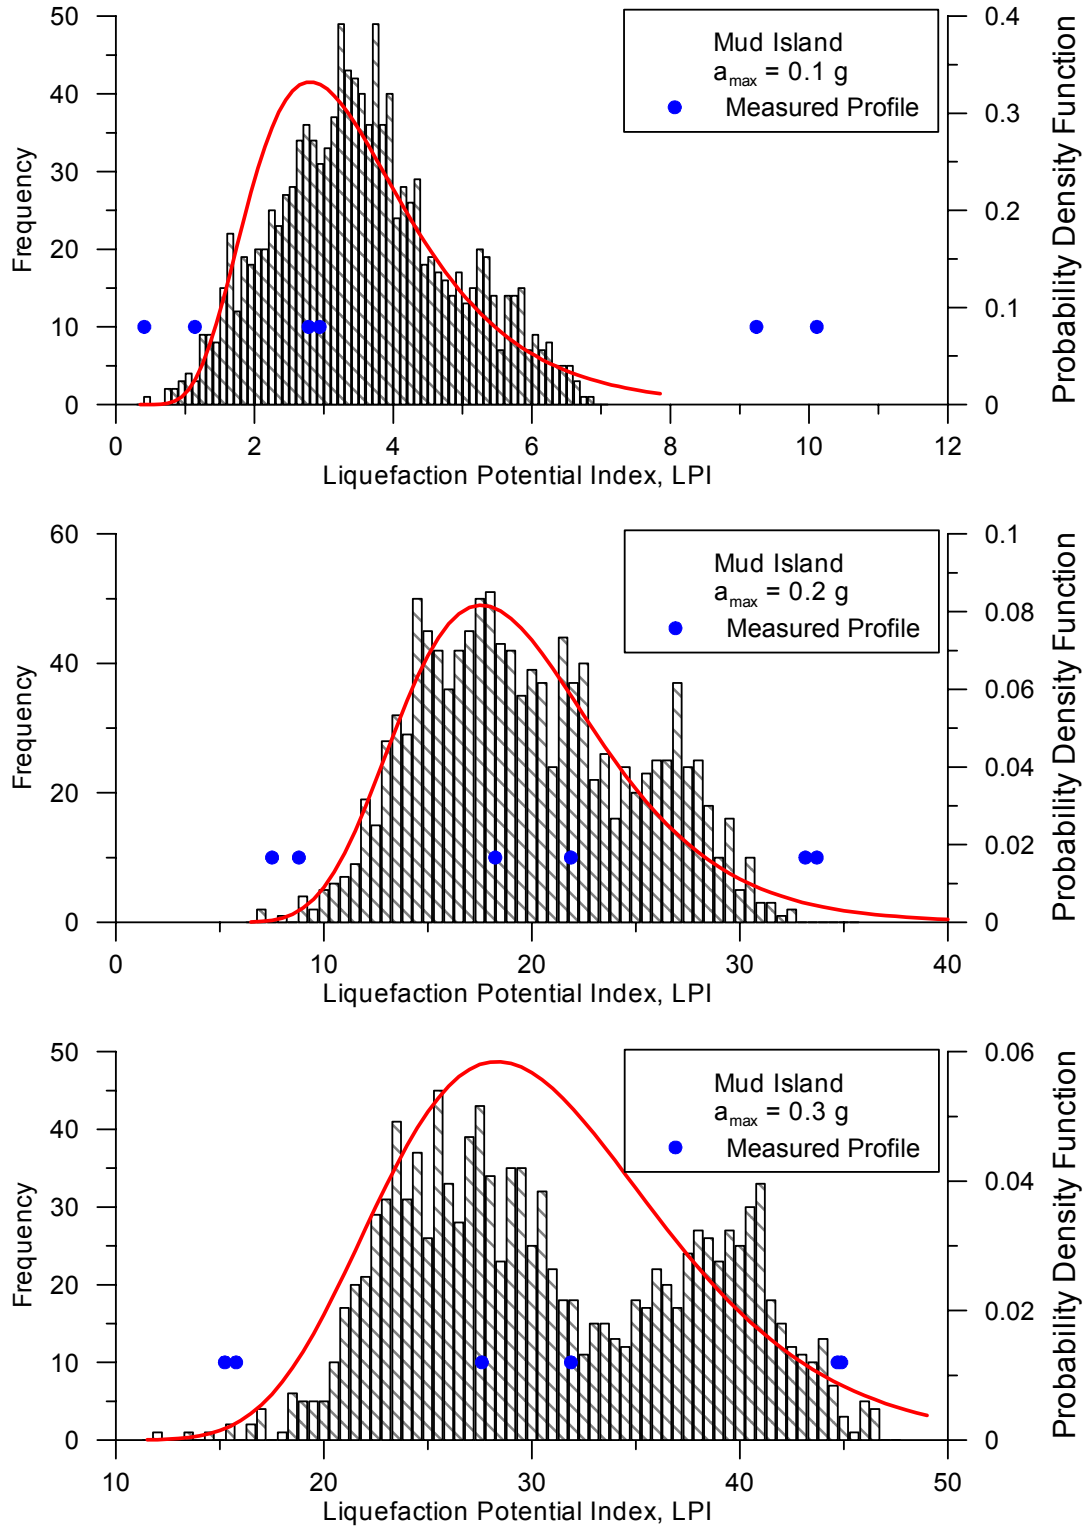 50
40
30
20
10
0
Frequency
0.4
0.3
0.2
0.1
0
Probability Density Function
Mud Island
amax = 0.1 g
Measured Profile
0 2 4 6 8 10 12
Liquefaction Potential Index, LPI
60
40
20
0
Frequency
0.1
0.08
0.06
0.04
0.02
0
Probability Density Function
Mud Island
amax = 0.2 g
Measured Profile
0 10 20 30 40
Liquefaction Potential Index, LPI
50
40
30
20
10
0
Frequency
0.06
0.04
0.02
0
Probability Density Function
Mud Island
amax = 0.3 g
Measured Profile
10 20 30 40 50
Liquefaction Potential Index, LPI